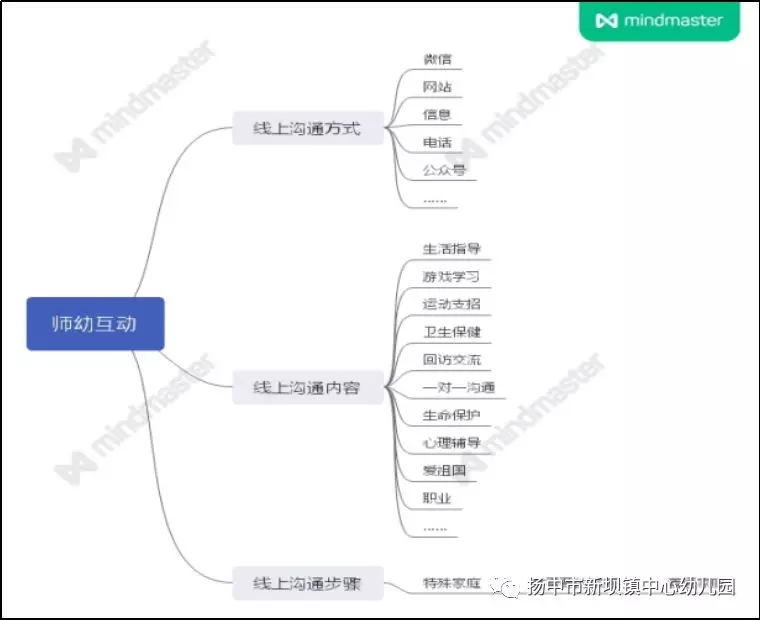 mindmaster
师幼互动
线上沟通方式
微信
网站
信息
电话
公众号
......
线上沟通内容
生活指导
游戏学习
运动支招
卫生保健
回访交流
一对一沟通
生命保护
心理辅导
爱祖国
职业
......
线上沟通步骤
特殊家庭
扬中市新坝镇中心幼儿园
mindmaster
mindmaster
mindmaster
mindmaster